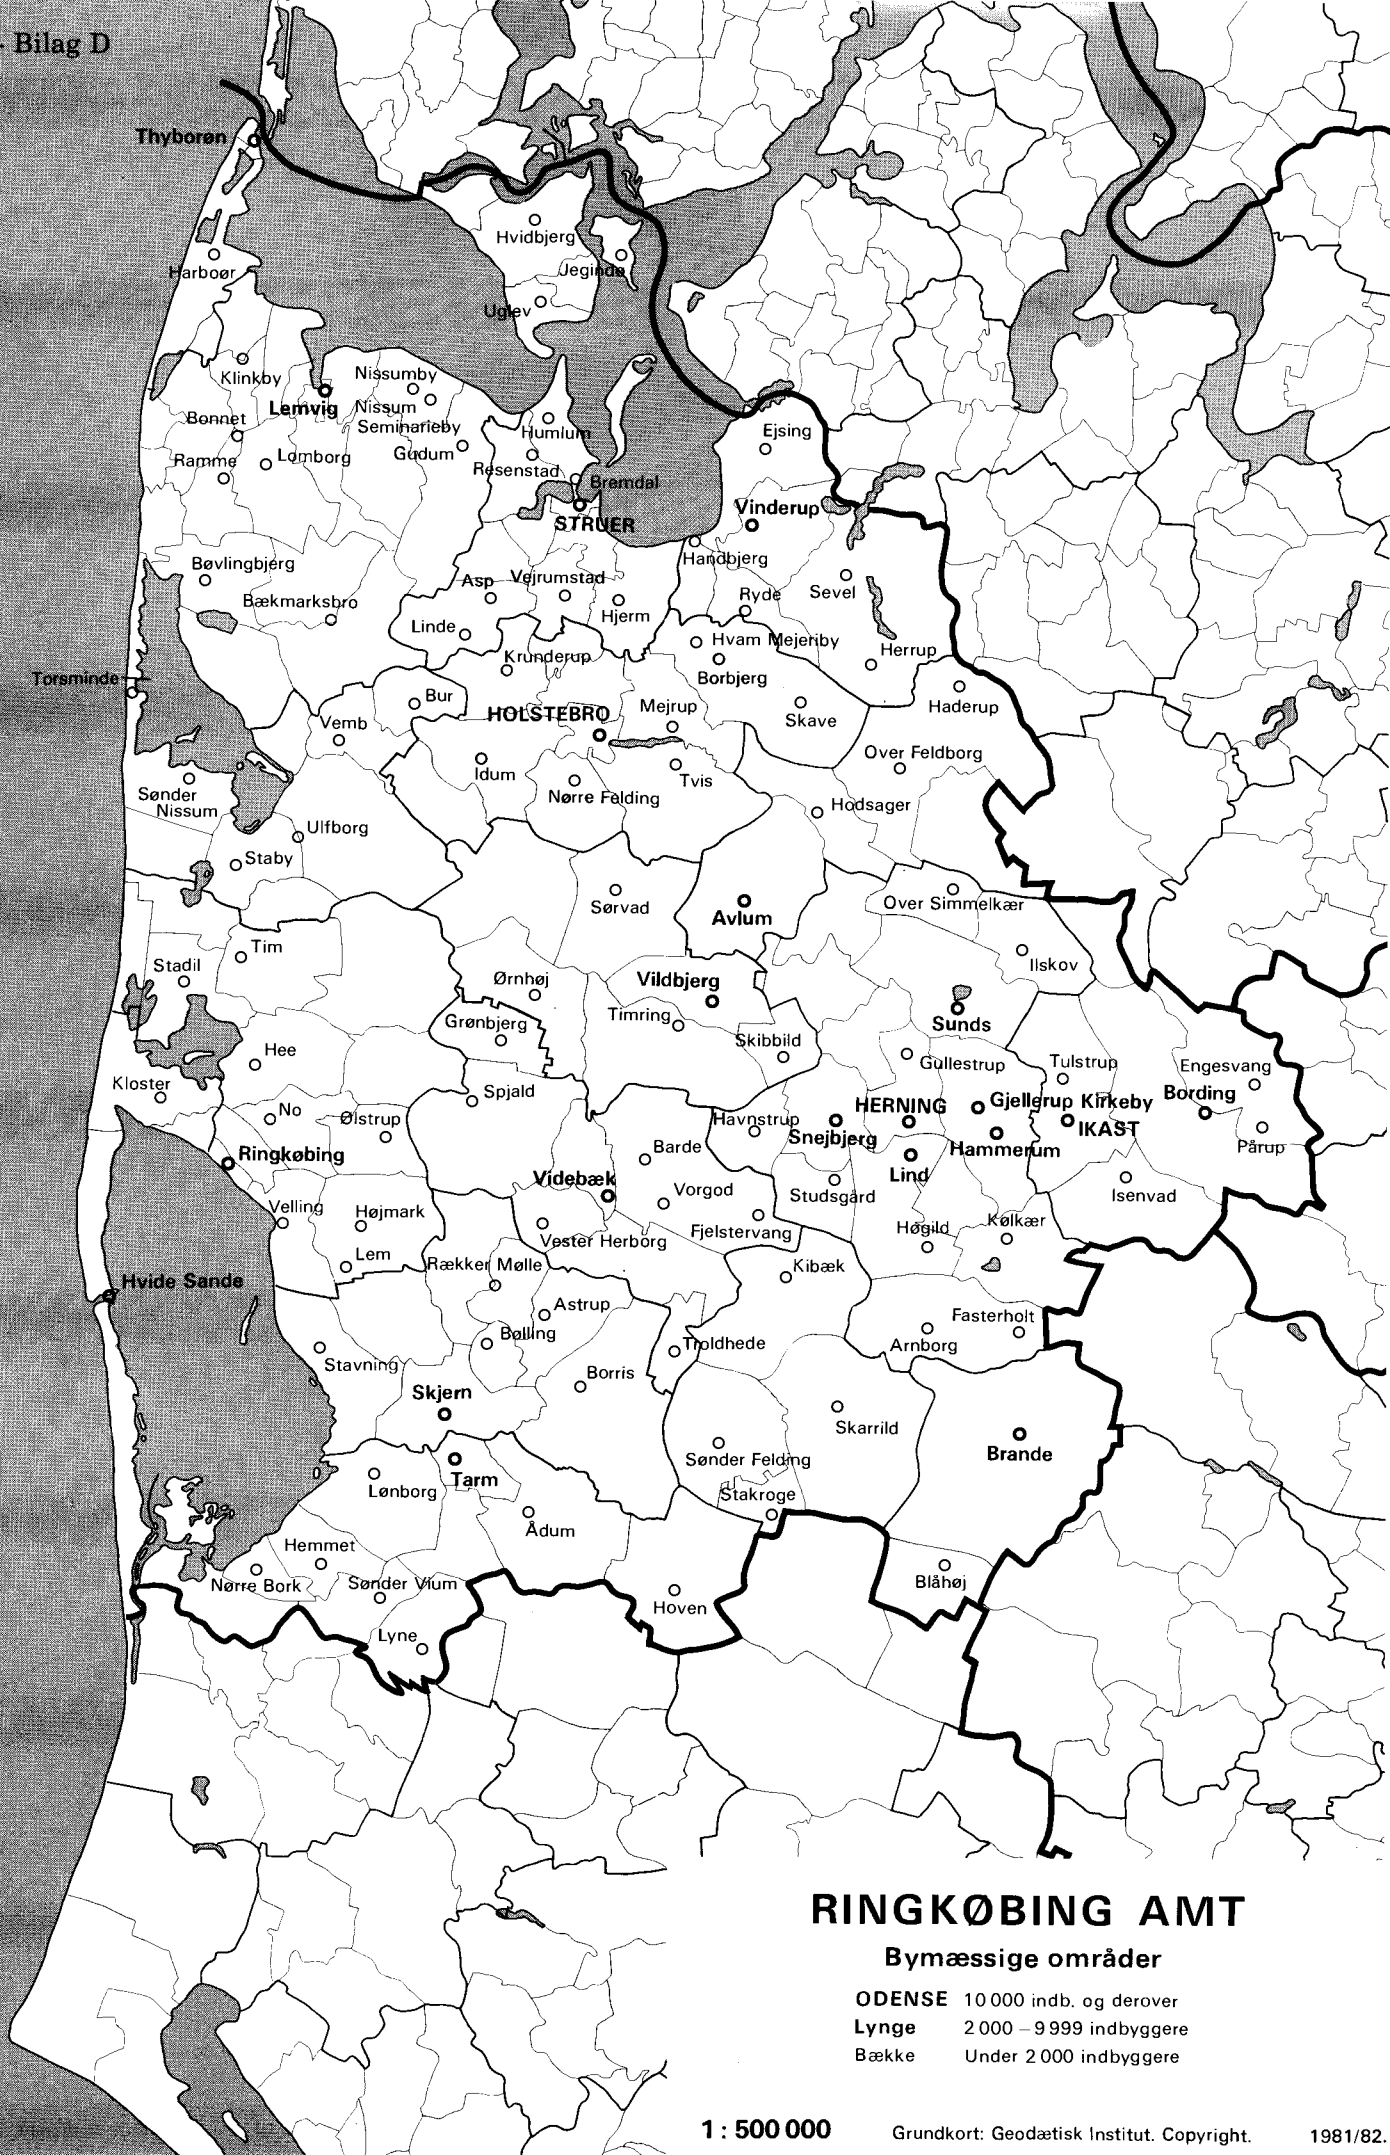 · Bilag D
Thyborøn
Hvidbjerg
Jegindø
Harboør
Uglev
Klinkby
Nissumby
Lemvig
Nissum
Seminarieby
Bonnet
Humlum
Ejsing
Ramme
Lomborg
Gudum
Resenstad
Bremdal
STRUER
Vinderup
Handbjerg
Bøvlingbjerg
Asp
Vejrumstad
Sevel
Bækmarksbro
Hjerm
Ryde
Linde
Hvam Mejeriby
Krunderup
Borbjerg
Herrup
Torsminde
Bur
HOLSTEBRO
Mejrup
Skave
Haderup
Vemb
Over Feldborg
Idum
Tvis
Sønder
Nissum
Nørre Felding
Hodsager
Ulfborg
Staby
Sørvad
Avlum
Over Simmelkær
Tim
Stadil
Ilskov
Ørnhøj
Vildbjerg
Timring
Grønbjerg
Sunds
Skibbild
Hee
Gullestrup
Tulstrup
Engesvang
Kloster
Spjald
No
Ølstrup
Havnstrup
HERNING
Gjellerup Kirkeby
Bording
Snejbjerg
IKAST
Ringkøbing
Barde
Hammerum
Pårup
Videbæk
Vorgod
Lind
Studsgård
Isenvad
Velling
Højmark
Vester Herborg
Fjelstervang
Høgild
Kølkær
Lem
Rækker Mølle
Kibæk
Hvide Sande
Astrup
Fasterholt
Bølling
Troldhede
Arnborg
Stavning
Borris
Skjern
Skarrild
Brande
Sønder Felding
Tarm
Lønborg
Stakroge
Ådum
Hemmet
Nørre Bork
Sønder Vium
Blåhøj
Hoven
Lyne
RINGKØBING AMT
Bymæssige områder
ODENSE 10 000 indb. og derover
Lynge 2 000 – 9 999 indbyggere
Bække Under 2 000 indbyggere
1 : 500 000
Grundkort: Geodætisk Institut. Copyright.
1981/82.